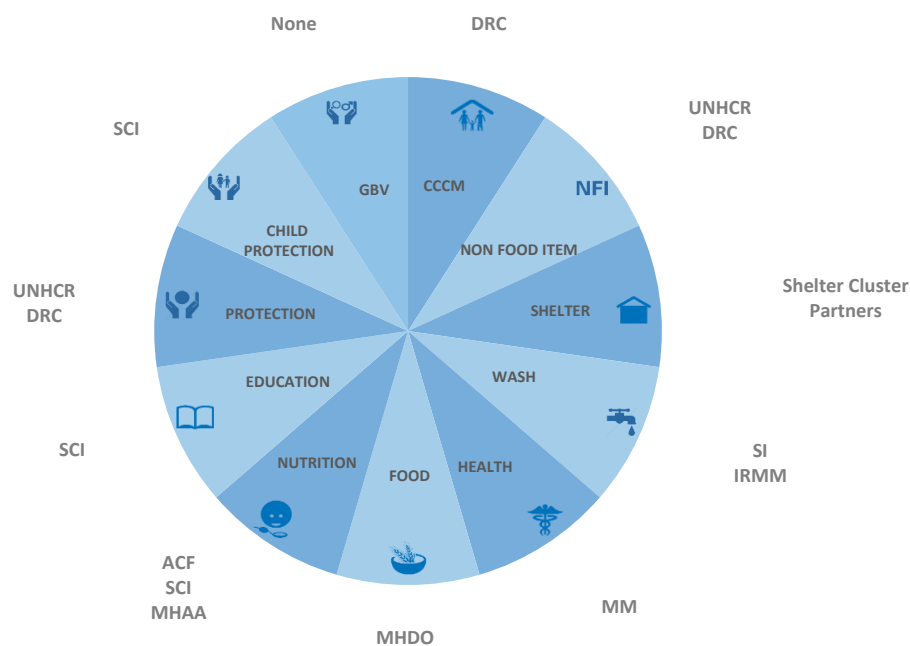 None
DRC
SCI
UNHCR
DRC
GBV
CCCM
NFI
CHILD
PROTECTION
NON FOOD ITEM
UNHCR
DRC
PROTECTION
SHELTER
Shelter Cluster
Partners
EDUCATION
WASH
SCI
NUTRITION
FOOD
HEALTH
SI
IRMM
ACF
SCI
MHAA
MHDO
MM